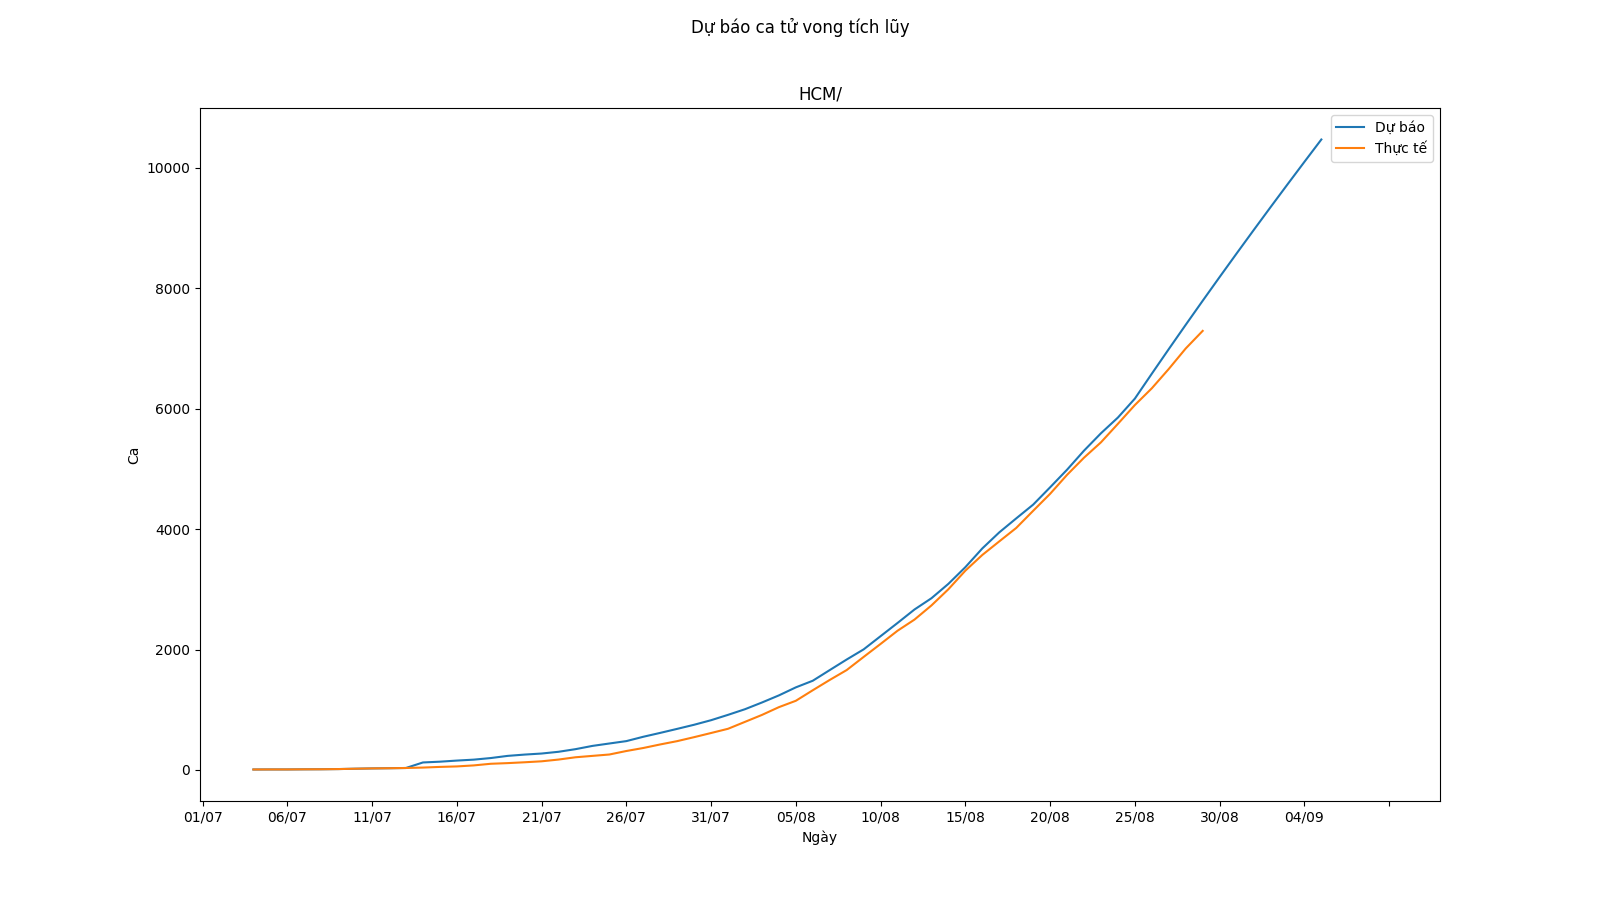 Dự báo ca tử vong tích lũy
HCM/
Dự báo
Thực tế
10000
8000
6000
4000
2000
0
Ca
01/07 06/07 11/07 16/07 21/07 26/07 31/07 05/08 10/08 15/08 20/08 25/08 30/08 04/09
Ngày